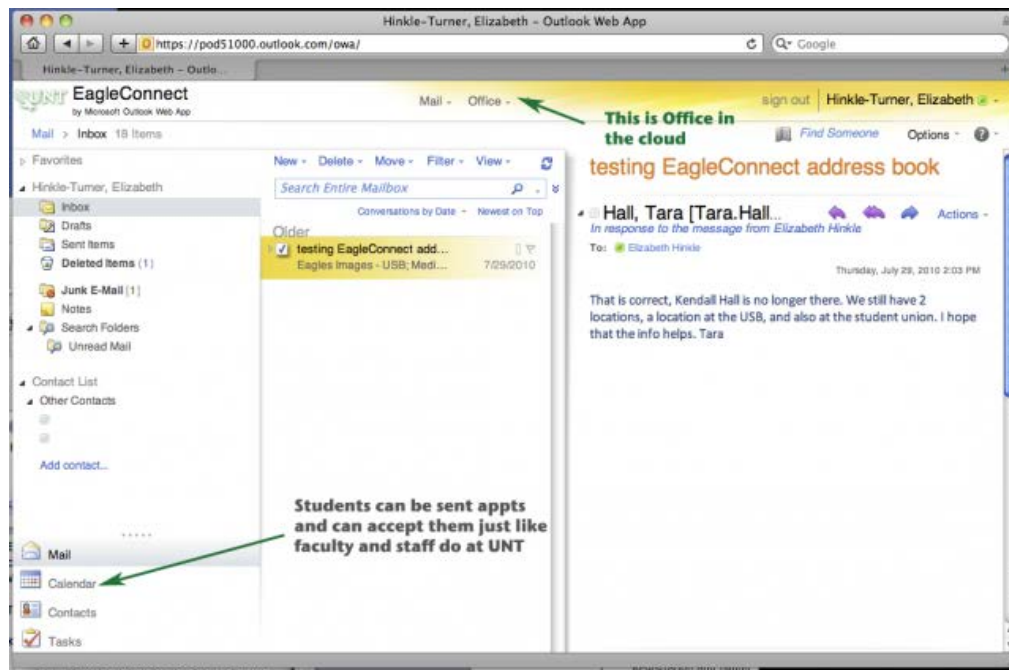 Hinkle-Turner, Elizabeth – Outlook Web App
https://pod51000.outlook.com/owa/
Google
Hinkle-Turner, Elizabeth – Outlo...
UNT EagleConnect
by Microsoft Outlook Web App
Mail Office
This is Office in
the cloud
sign out Hinkle-Turner, Elizabeth
Mail > Inbox 18 Items
Find Someone Options
Favorites
Hinkle-Turner, Elizabeth
Inbox
Drafts
Sent Items
Deleted Items (1)
Junk E-Mail [1]
Notes
Search Folders
Unread Mail
Contact List
Other Contacts
Add contact...
Mail
Calendar
Contacts
Tasks
New Delete Move Filter View
Search Entire Mailbox
Conversations by Date Newest on Top
Older
testing EagleConnect add...
Eagles Images - USB; Medi... 7/29/2010
Students can be sent appts
and can accept them just like
faculty and staff do at UNT
testing EagleConnect address book
Hall, Tara [Tara.Hall... Actions
In response to the message from Elizabeth Hinkle
To: Elizabeth Hinkle
Thursday, July 29, 2010 2:03 PM
That is correct, Kendall Hall is no longer there. We still have 2
locations, a location at the USB, and also at the student union. I hope
that the info helps. Tara